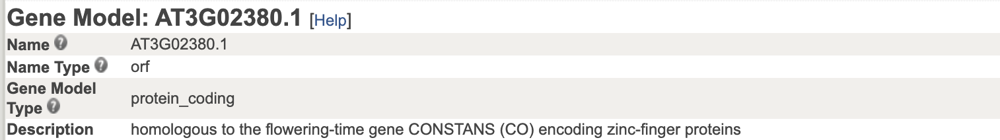 Gene Model: AT3G02380.1 [Help]
Name ? AT3G02380.1
Name Type ? orf
Gene Model
Type ? protein_coding
Description homologous to the flowering-time gene CONSTANS (CO) encoding zinc-finger proteins